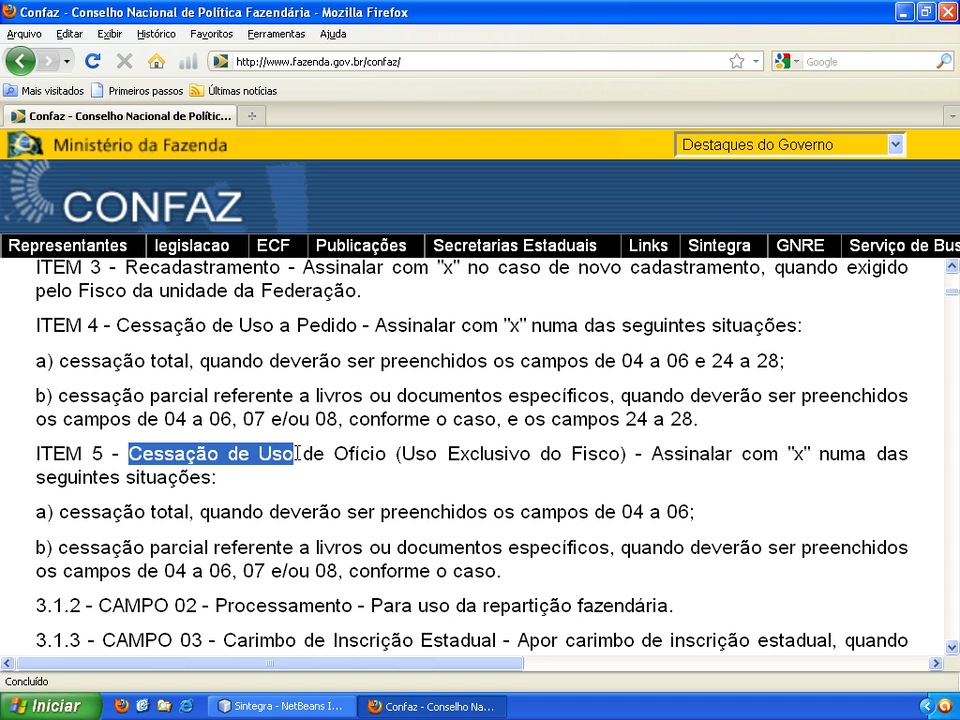 Confaz - Conselho Nacional de Política Fazendária - Mozilla Firefox
Arquivo Editar Exibir Histórico Favoritos Ferramentas Ajuda
http://www.fazenda.gov.br/confaz/
Google
Mais visitados Primeiros passos Últimas notícias
Confaz - Conselho Nacional de Polític...
Ministério da Fazenda
Destaques do Governo
CONFAZ
Representantes legislacao ECF Publicações Secretarias Estaduais Links Sintegra GNRE Serviço de Bus
ITEM 3 - Recadastramento - Assinalar com "x" no caso de novo cadastramento, quando exigido
pelo Fisco da unidade da Federação.
ITEM 4 - Cessação de Uso a Pedido - Assinalar com "x" numa das seguintes situações:
a) cessação total, quando deverão ser preenchidos os campos de 04 a 06 e 24 a 28;
b) cessação parcial referente a livros ou documentos específicos, quando deverão ser preenchidos
os campos de 04 a 06, 07 e/ou 08, conforme o caso, e os campos 24 a 28.
ITEM 5 - Cessação de Uso de Ofício (Uso Exclusivo do Fisco) - Assinalar com "x" numa das
seguintes situações:
a) cessação total, quando deverão ser preenchidos os campos de 04 a 06;
b) cessação parcial referente a livros ou documentos específicos, quando deverão ser preenchidos
os campos de 04 a 06, 07 e/ou 08, conforme o caso.
3.1.2 - CAMPO 02 - Processamento - Para uso da repartição fazendária.
3.1.3 - CAMPO 03 - Carimbo de Inscrição Estadual - Apor carimbo de inscrição estadual, quando
Concluído
Iniciar
Sintegra - NetBeans I...
Confaz - Conselho Na...